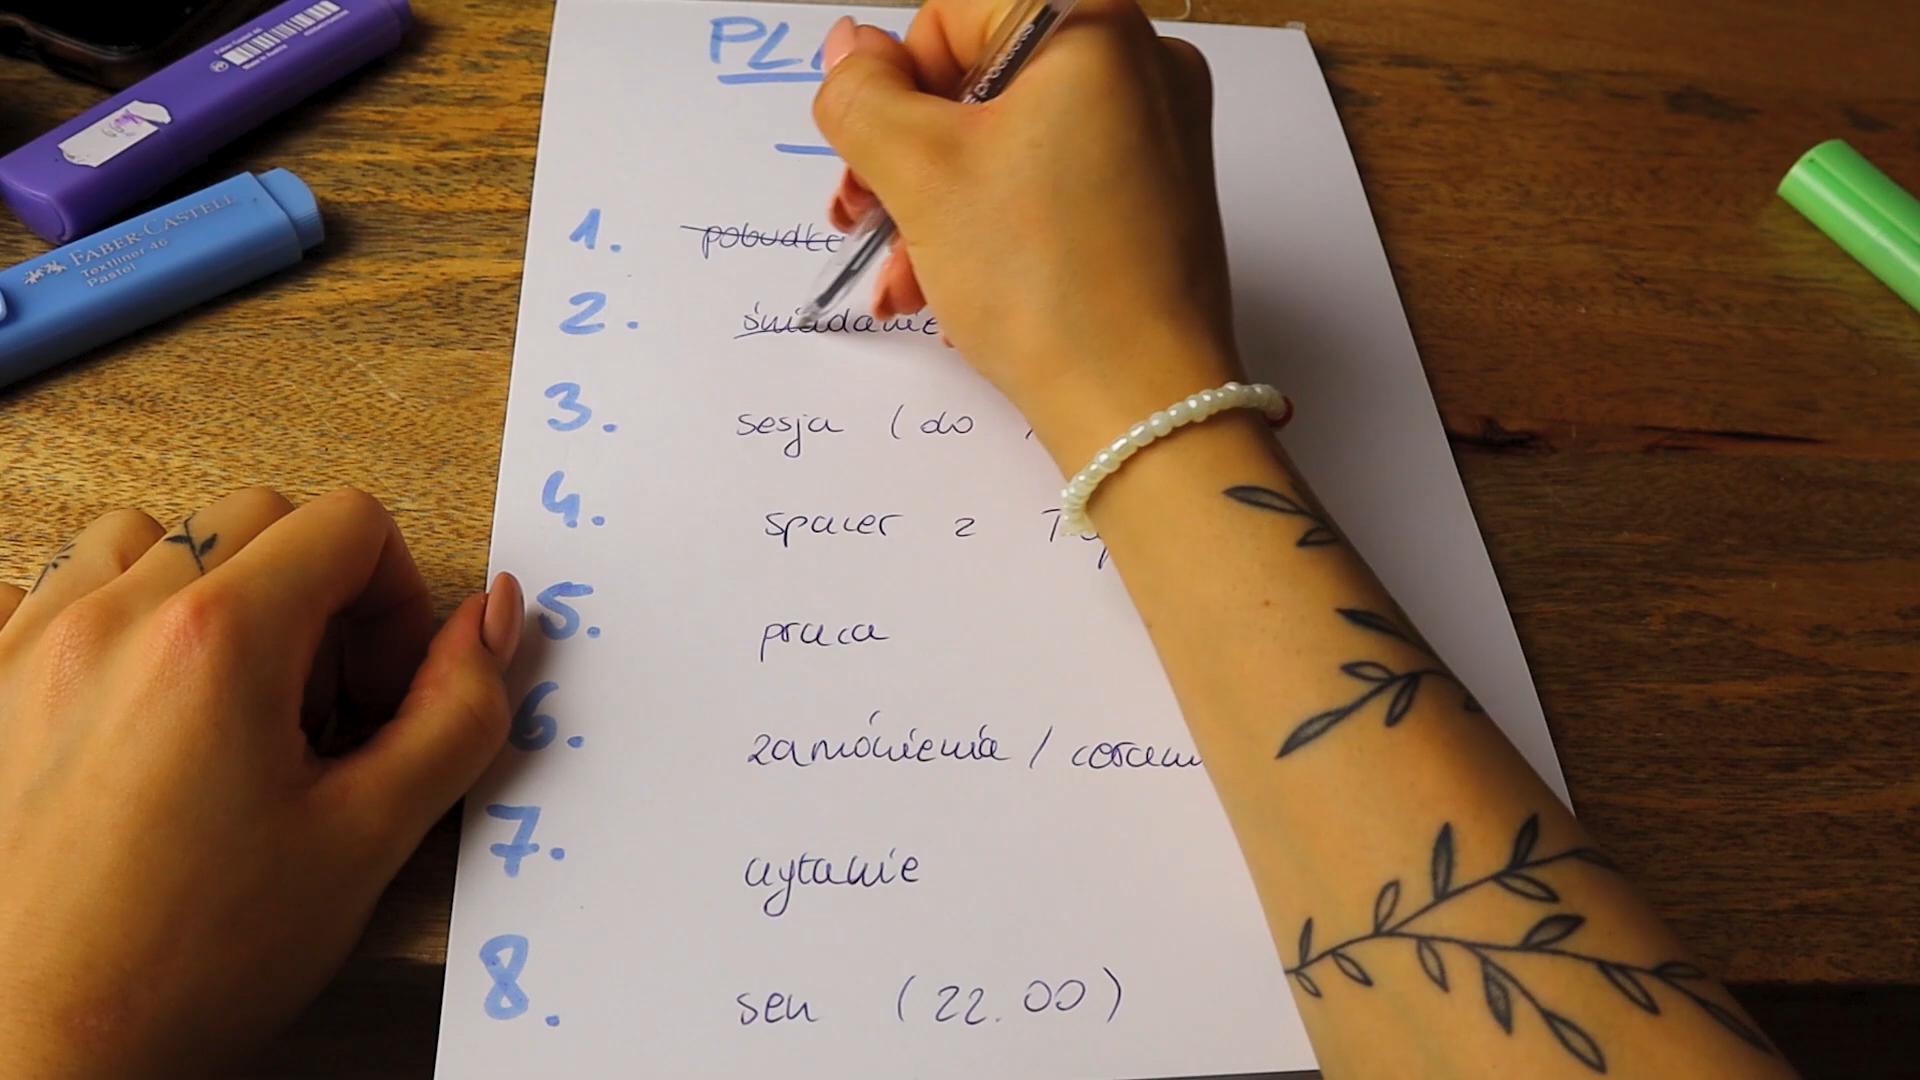 PLA
1. pobudka
2. śniadanie
3. sesja (do
4. spacer z
5. praca
6. zamówienia /
7. czytanie
8. sen (22.00)
FABER-CASTELL
Textliner 46
Pastel